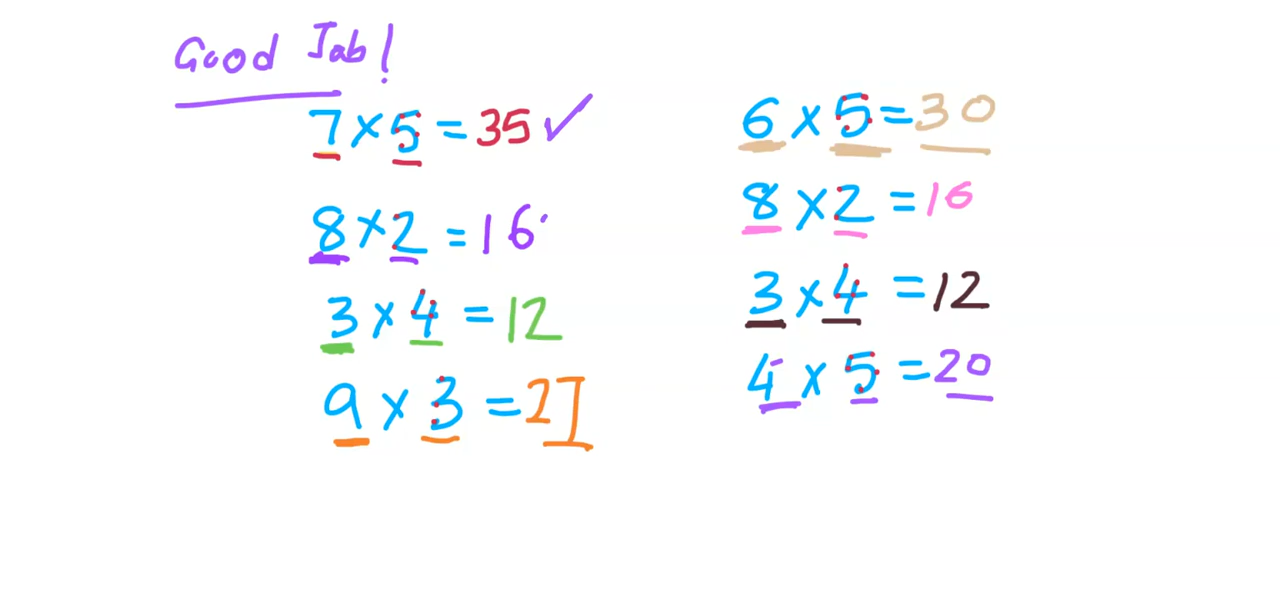 Good Job!
7 x 5 = 35 ✓
8 x 2 = 16
3 x 4 = 12
9 x 3 = 27
6 x 5 = 30
8 x 2 = 16
3 x 4 = 12
4 x 5 = 20